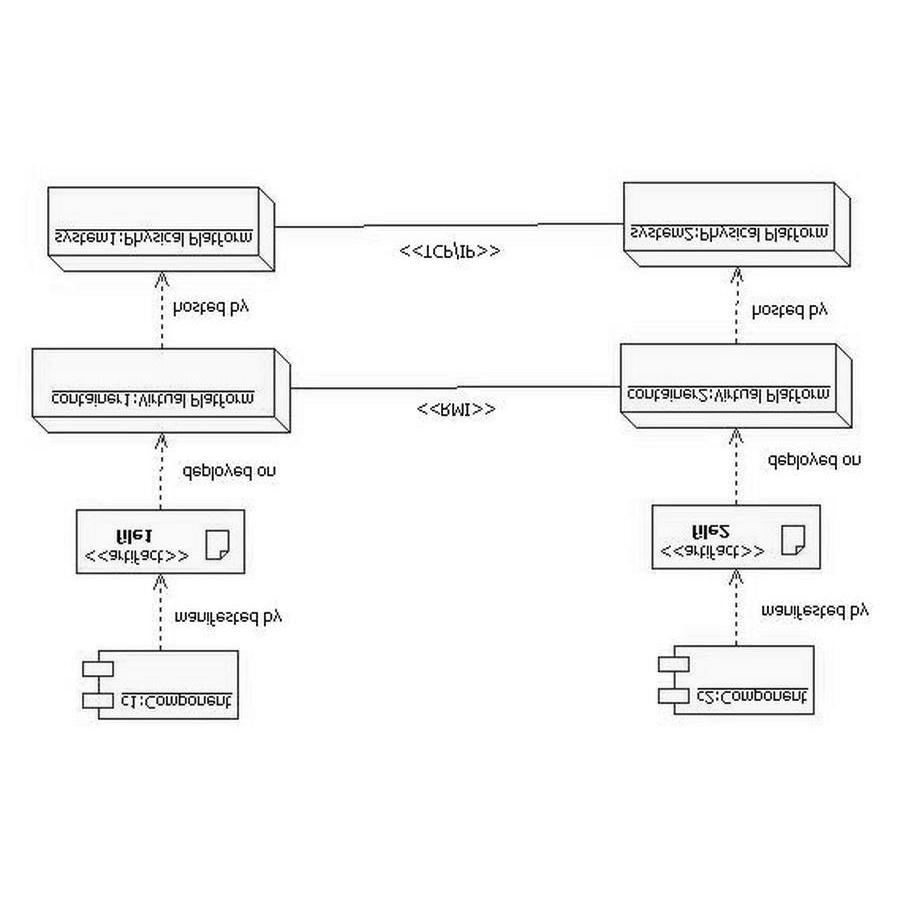 c1:Component
c2:Component
manifested by
manifested by
<<artifact>>
file1
<<artifact>>
file2
deployed on
deployed on
container1:Virtual Platform
<<RMI>>
container2:Virtual Platform
hosted by
hosted by
system1:Physical Platform
<<TCP/IP>>
system2:Physical Platform